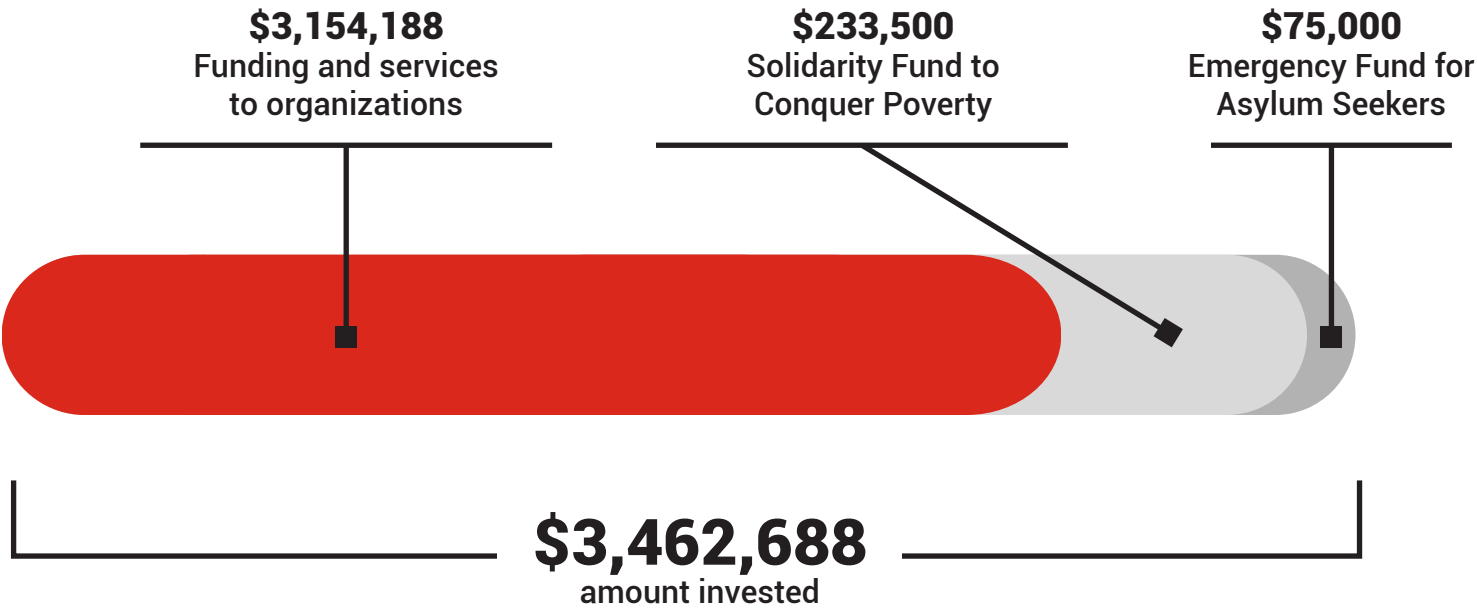 $3,154,188
Funding and services
to organizations
$233,500
Solidarity Fund to
Conquer Poverty
$75,000
Emergency Fund for
Asylum Seekers
$3,462,688
amount invested